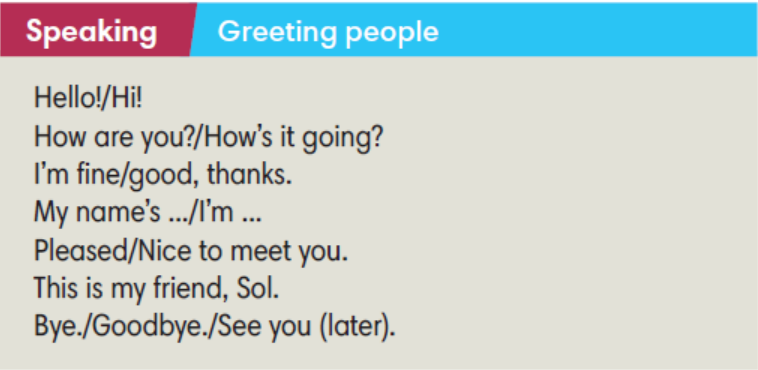 Speaking Greeting people
Hello!/Hi!
How are you?/How's it going?
I'm fine/good, thanks.
My name's .../I'm ...
Pleased/Nice to meet you.
This is my friend, Sol.
Bye./Goodbye./See you (later).